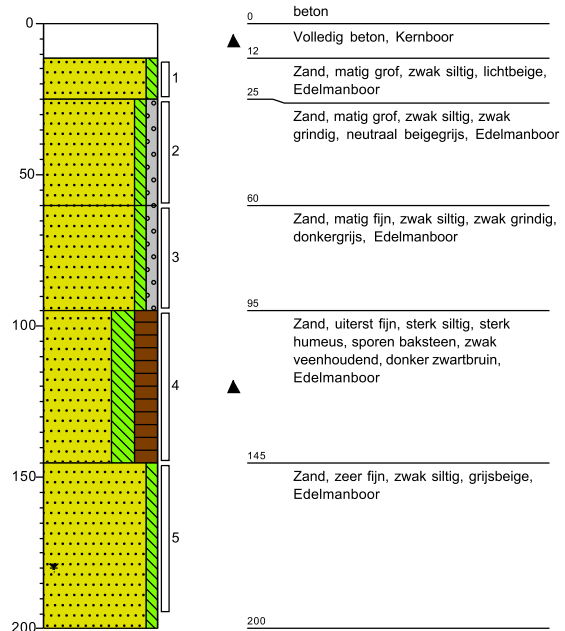 beton
0
0
Volledig beton, Kernboor
12
Zand, matig grof, zwak siltig, lichtbeige,
Edelmanboor
1
25
Zand, matig grof, zwak siltig, zwak
grindig, neutraal beigegrijs, Edelmanboor
2
50
60
Zand, matig fijn, zwak siltig, zwak grindig,
donkergrijs, Edelmanboor
3
95
100
Zand, uiterst fijn, sterk siltig, sterk
humeus, sporen baksteen, zwak
veenhoudend, donker zwartbruin,
Edelmanboor
4
145
150
Zand, zeer fijn, zwak siltig, grijsbeige,
Edelmanboor
5
200
200